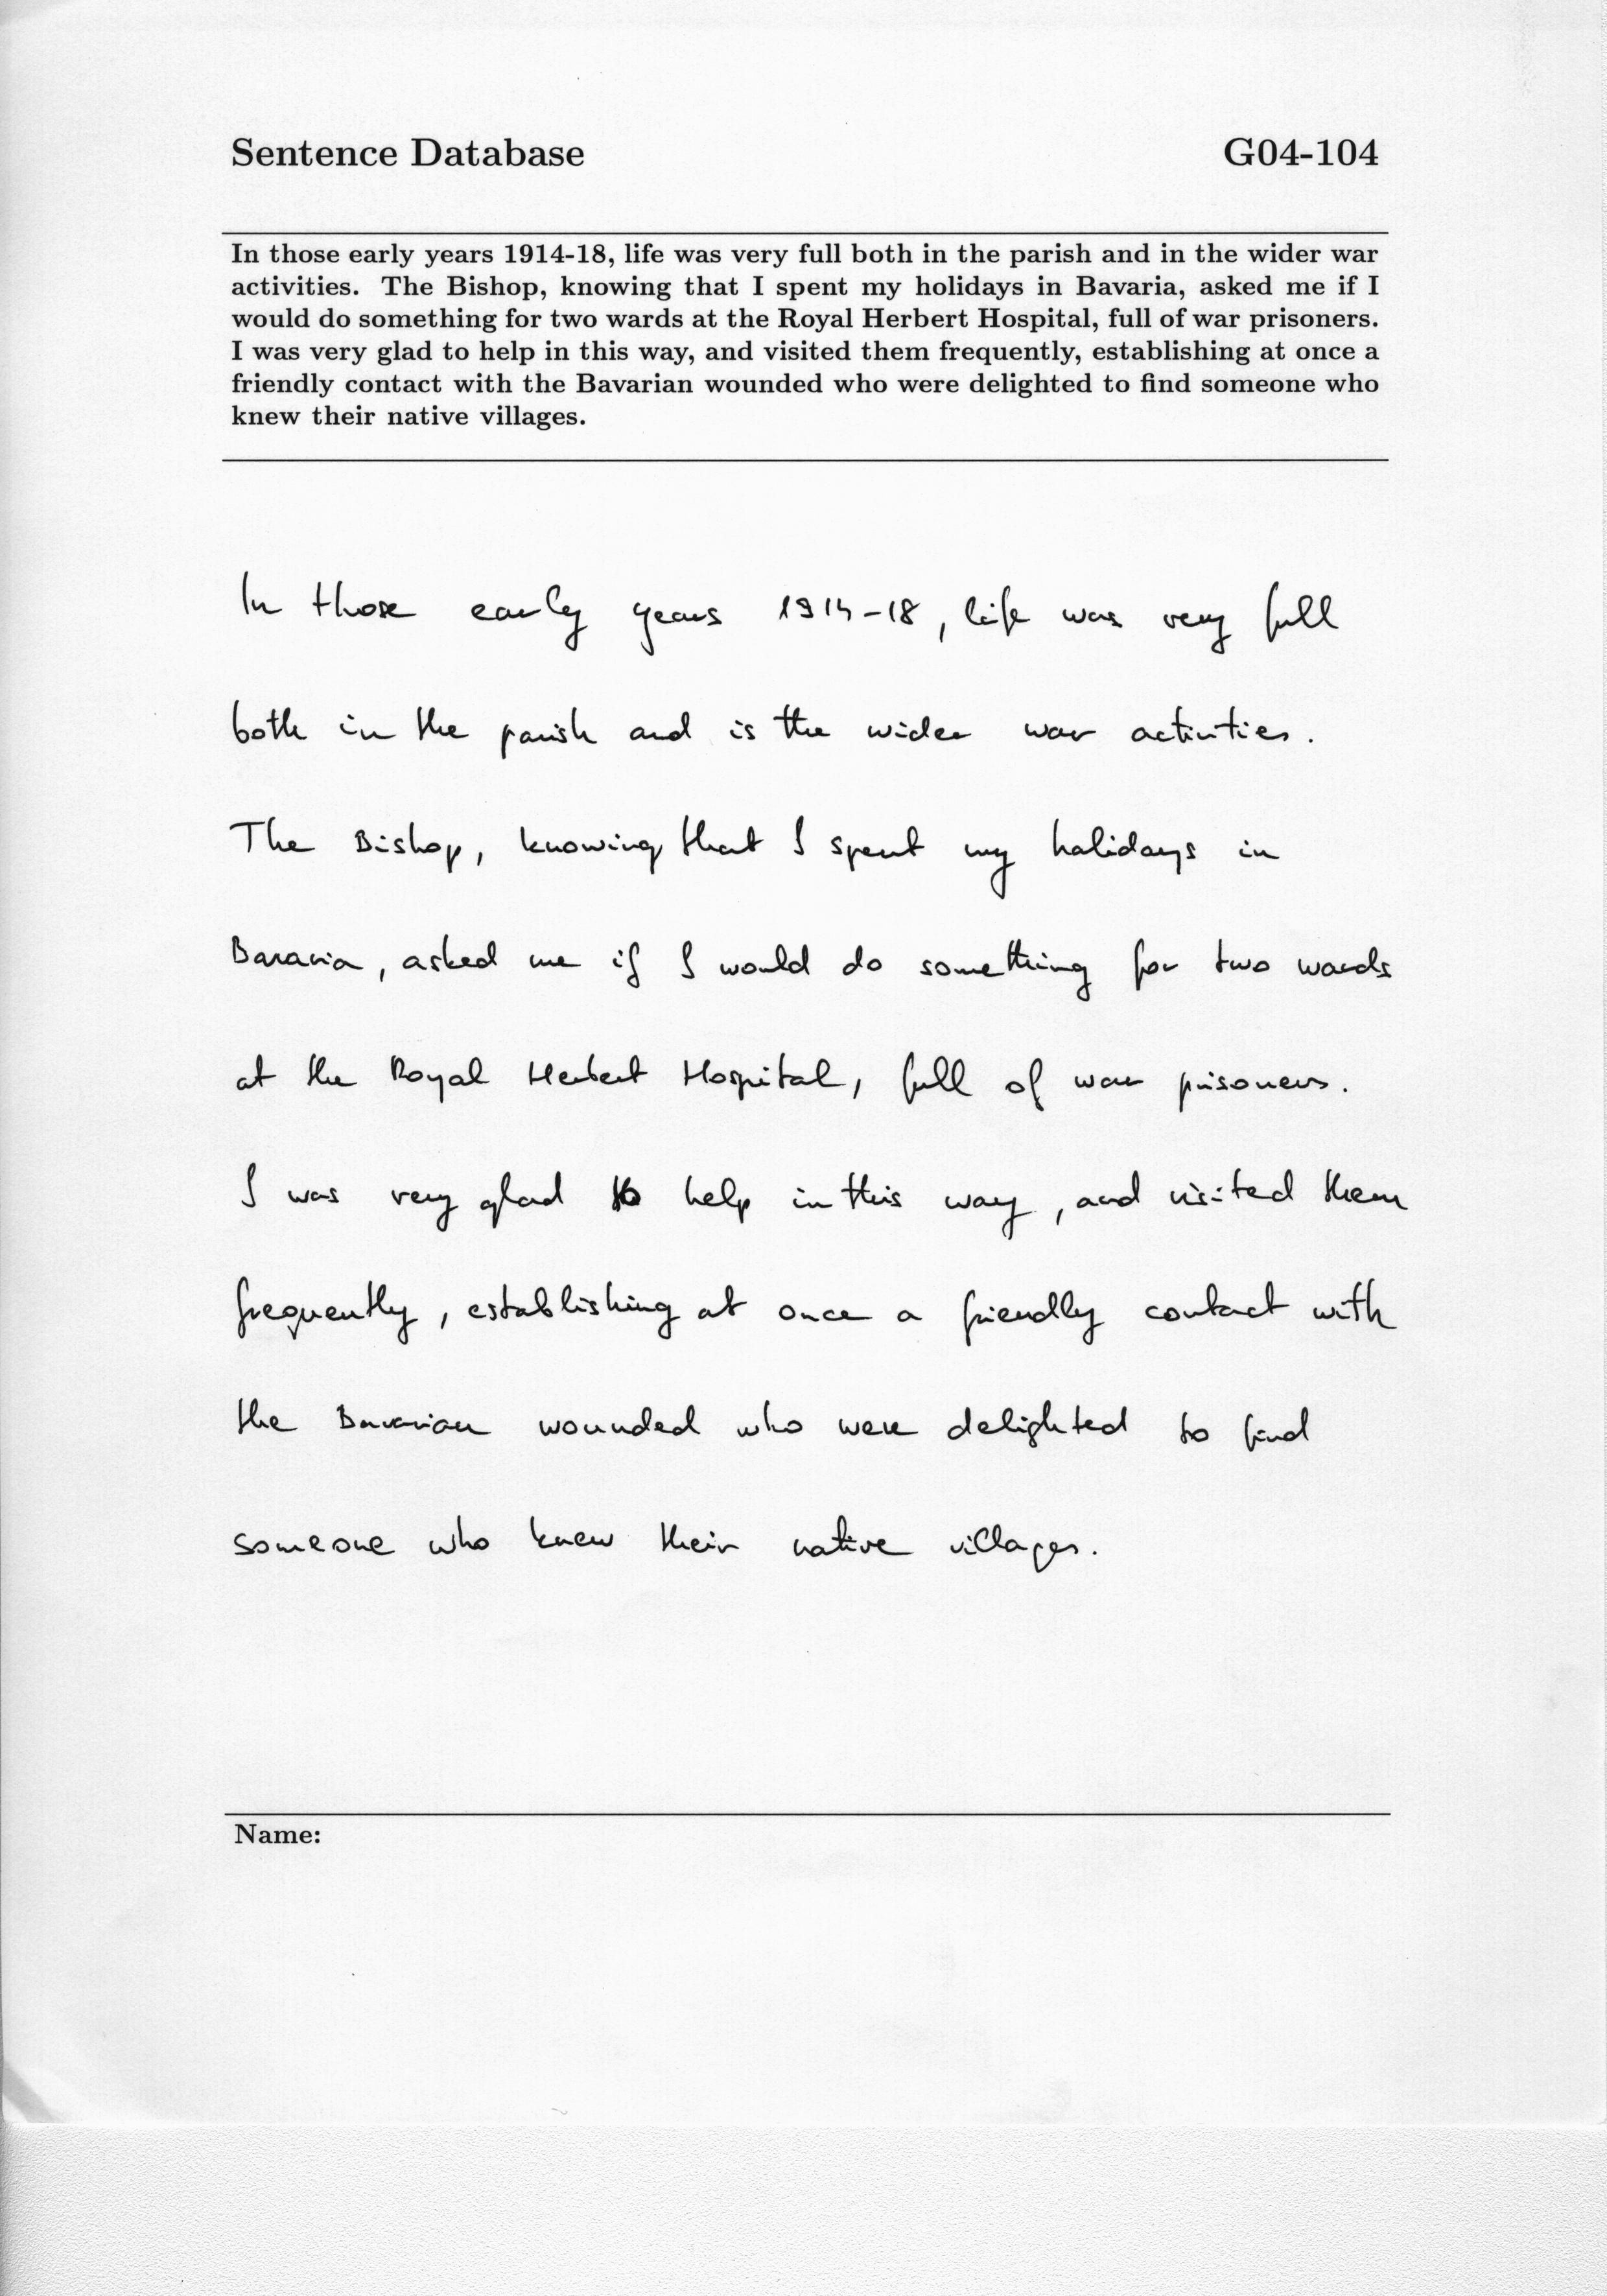 Sentence Database G04-104
In those early years 1914-18, life was very full both in the parish and in the wider war
activities. The Bishop, knowing that I spent my holidays in Bavaria, asked me if I
would do something for two wards at the Royal Herbert Hospital, full of war prisoners.
I was very glad to help in this way, and visited them frequently, establishing at once a
friendly contact with the Bavarian wounded who were delighted to find someone who
knew their native villages.
In those early years 1914-18, life was very full
both in the parish and is the wider war activities.
The Bishop, knowing that I spent my holidays in
Bavaria, asked me if I would do something for two wards
at the Royal Herbert Hospital, full of war prisoners.
I was very glad to help in this way, and visited them
frequently, establishing at once a friendly contact with
the Bavarian wounded who were delighted to find
someone who knew their native villages.
Name: